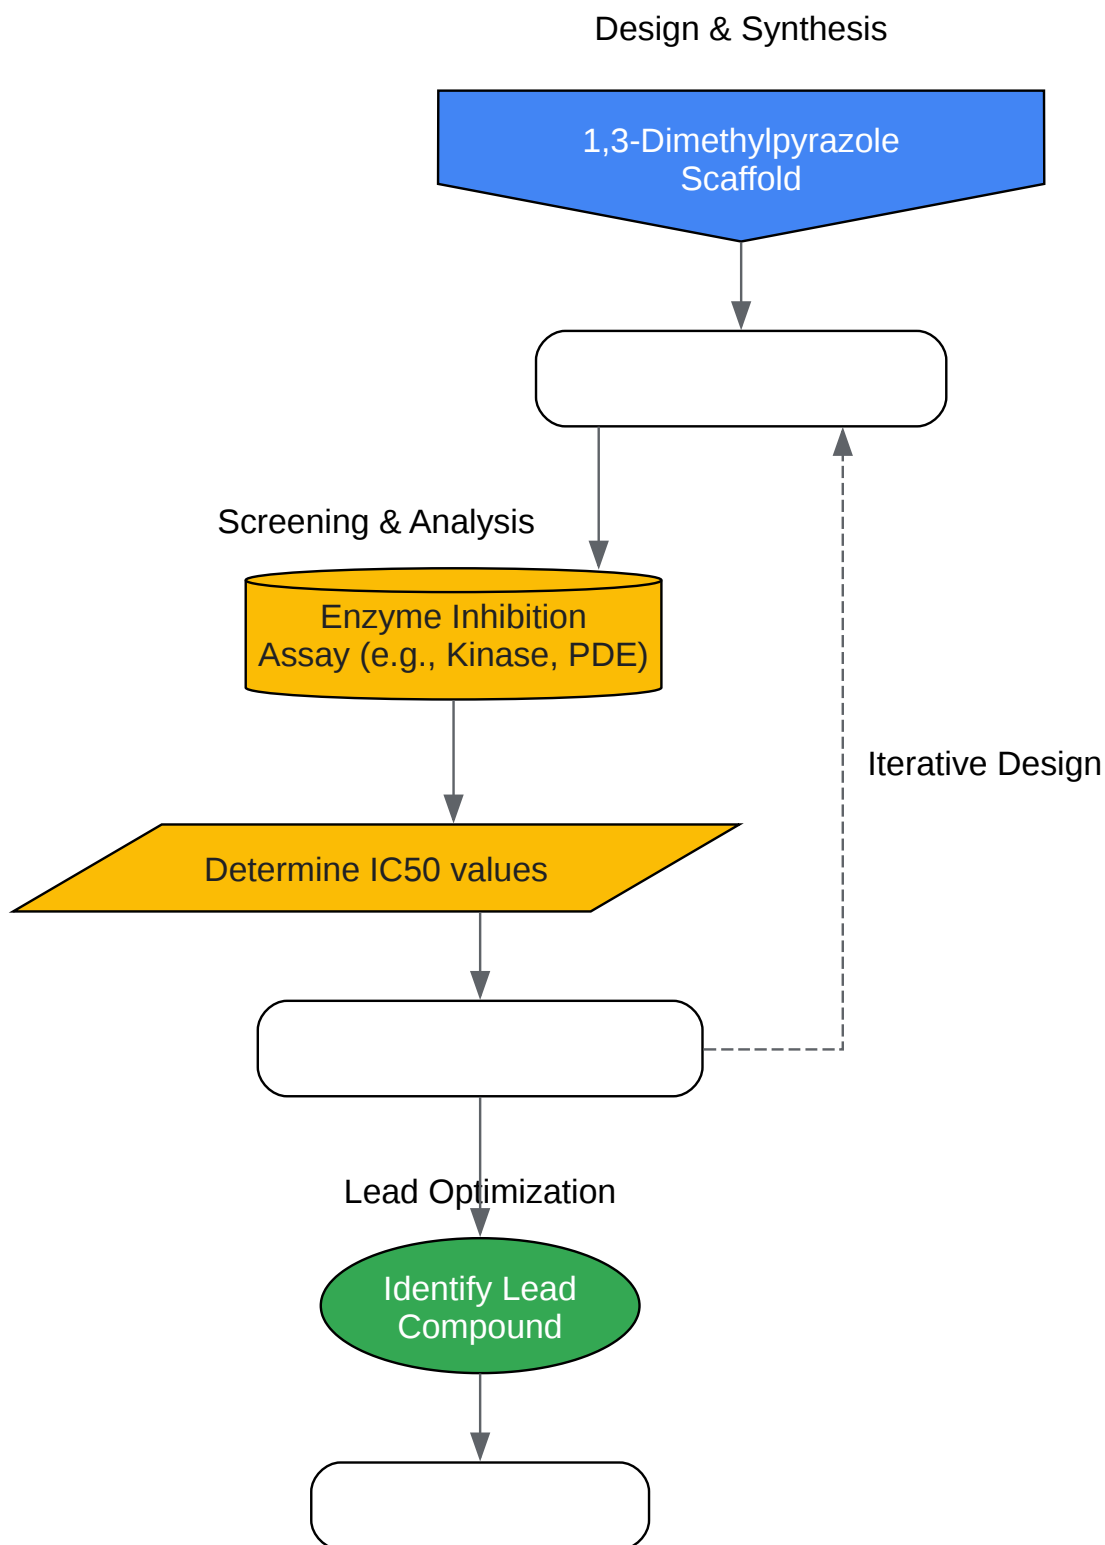 Design & Synthesis
1,3-Dimethylpyrazole
Scaffold
Screening & Analysis
Enzyme Inhibition
Assay (e.g., Kinase, PDE)
Iterative Design
Determine IC50 values
Lead Optimization
Identify Lead
Compound